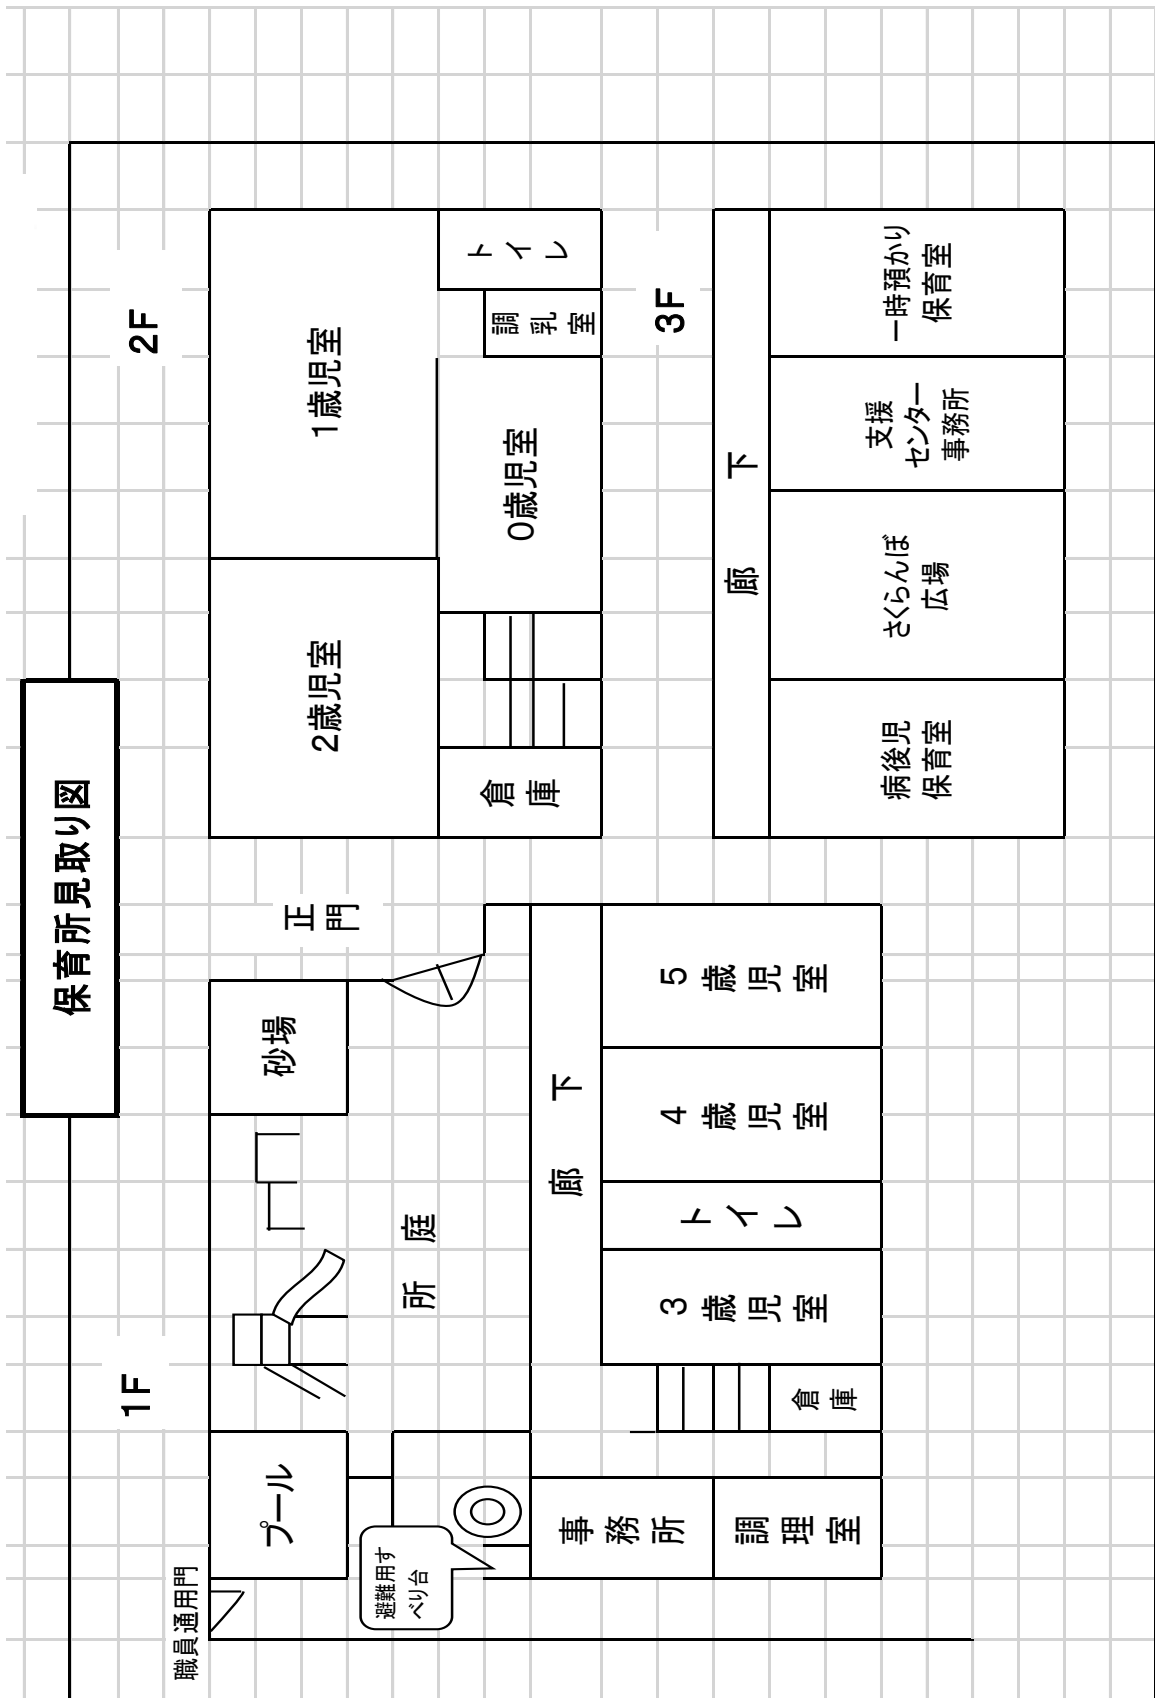 保育所見取り図
1F
職員通用門
プール
砂場
正門
所庭
避難用す
べり台
廊下
事務所
調理室
倉庫
3歳児室
トイレ
4歳児室
5歳児室
2F
2歳児室
1歳児室
倉庫
0歳児室
調乳室
トイレ
3F
廊下
病後児
保育室
さくらんぼ
広場
支援
センター
事務所
一時預かり
保育室